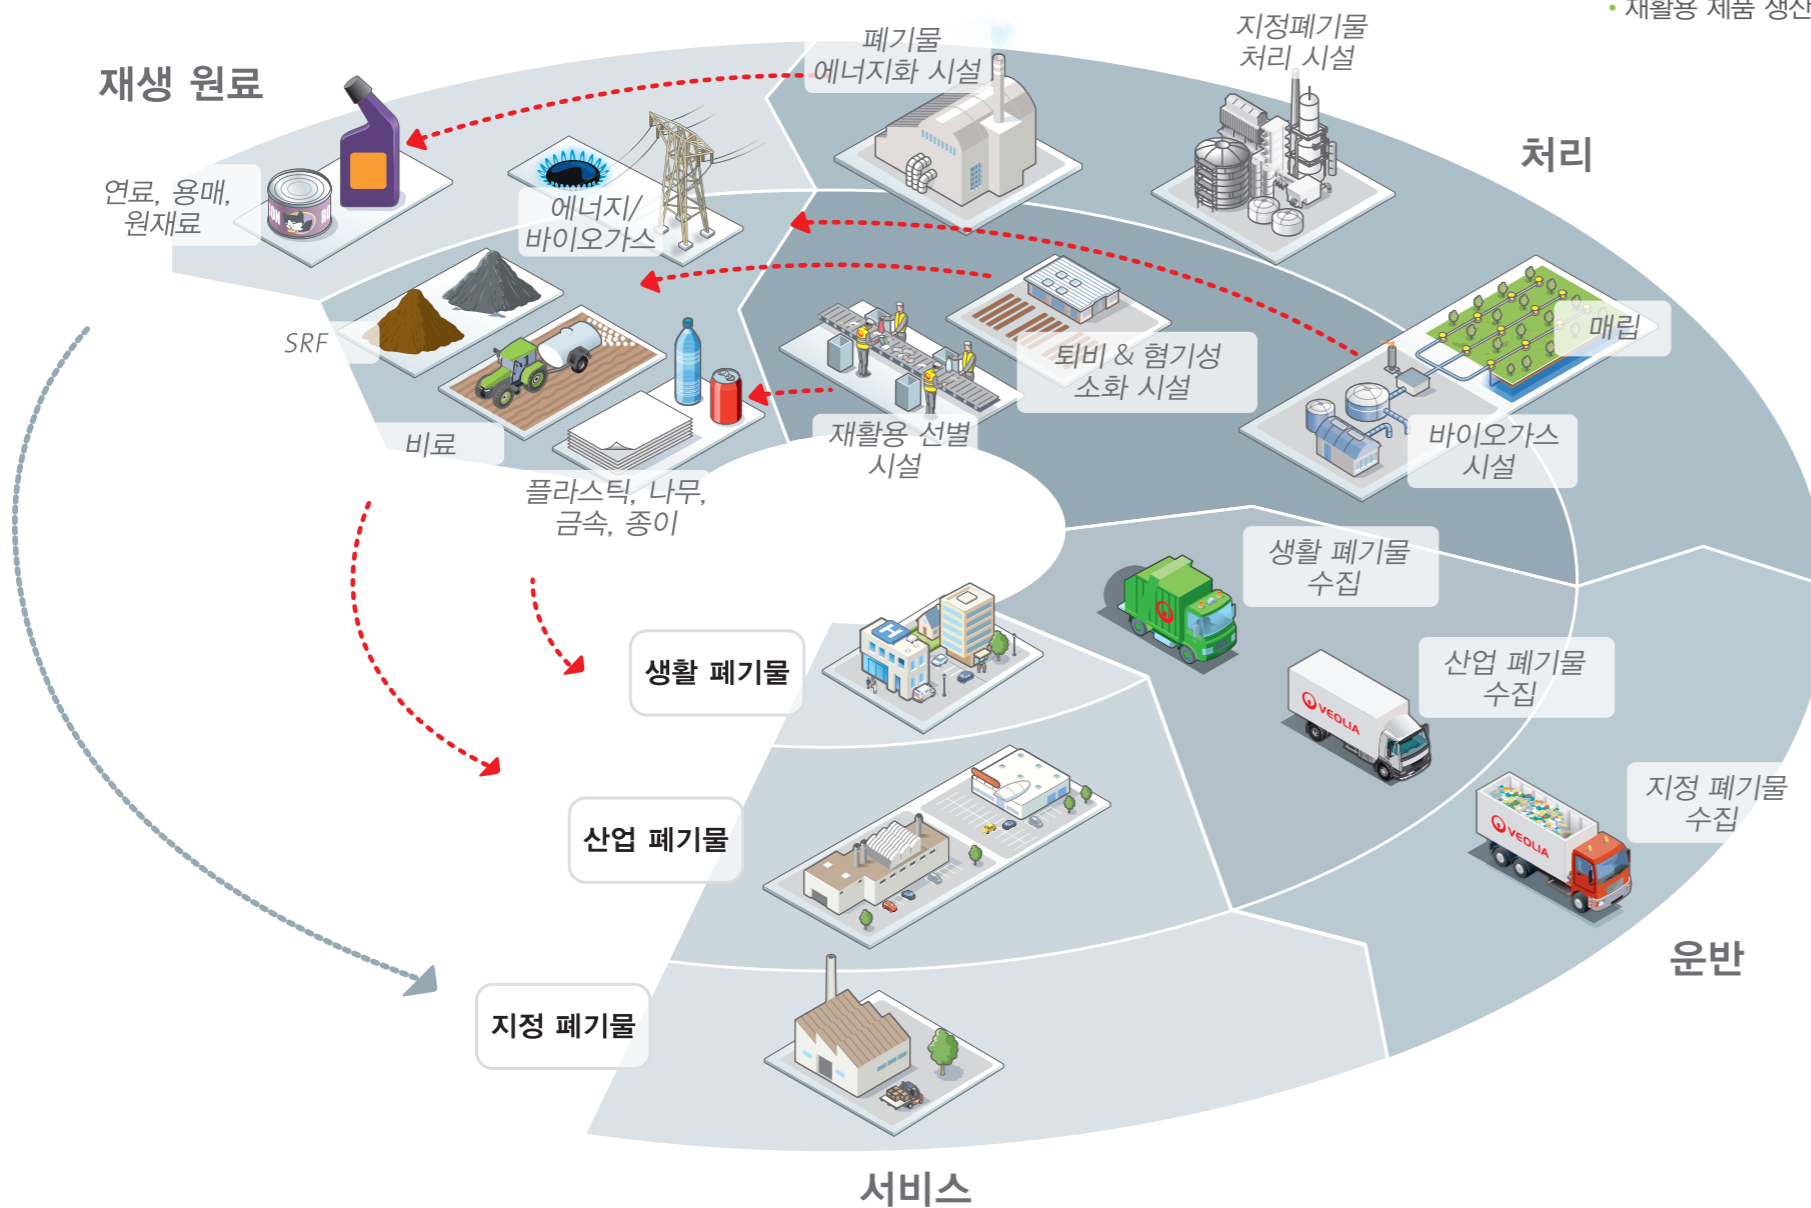 • 재활용 제품 생산
재생 원료
폐기물
에너지화 시설
지정폐기물
처리 시설
처리
연료, 용매,
원재료
에너지/
바이오가스
SRF
비료
플라스틱, 나무,
금속, 종이
재활용 선별
시설
퇴비 & 혐기성
소화 시설
매립
바이오가스
시설
생활 폐기물
수집
산업 폐기물
수집
지정 폐기물
수집
H
VEOLIA
VEOLIA
생활 폐기물
산업 폐기물
지정 폐기물
운반
서비스